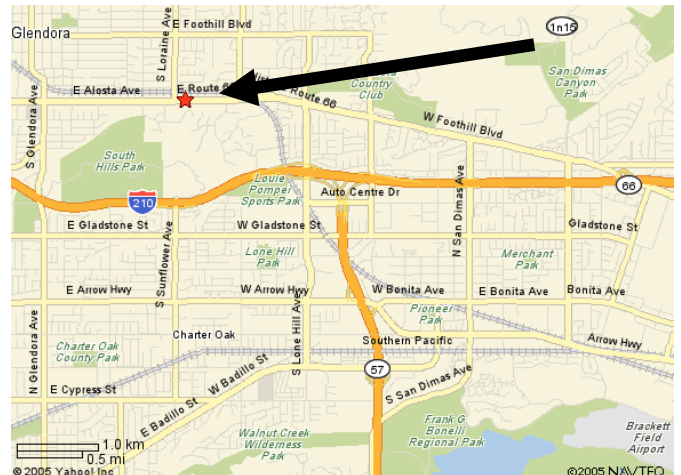 Glendora
E Foothill Blvd
1n15
S Loraine Ave
E Alosta Ave
E Route 66
Route 66
Country
Club
San Dimas
Canyon
Park
S Glendora Ave
W Foothill Blvd
South
Hills Park
Louie
Pompei
Sports Park
Auto Centre Dr
66
210
N San Dimas Ave
E Gladstone St
W Gladstone St
Gladstone St
S Sunflower Ave
Lone Hill
Park
Merchant
Park
E Arrow Hwy
W Arrow Hwy
W Bonita Ave
E Bonita Ave
Bonita Ave
Pioneer
Park
N Glendora Ave
Charter Oak
County Park
Charter Oak
S Lone Hill Ave
Southern Pacific
Arrow Hwy
57
E Cypress St
W Badillo St
E Badillo St
S San Dimas Ave
Walnut Creek
Wilderness
Park
Frank G
Bonelli
Regional Park
Brackett
Field Airport
1.0 km
0.5 mi
©2005 Yahoo! Inc
©2005 NAVTEQ